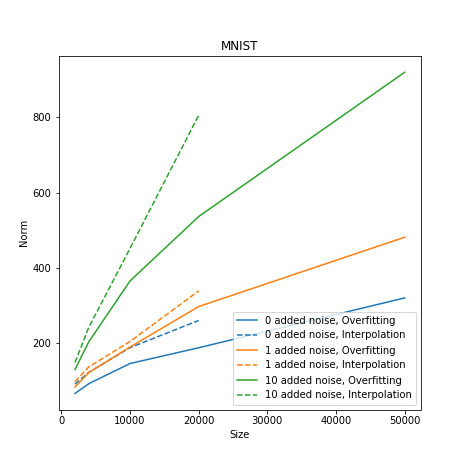 MNIST
Norm
800
600
400
200
0
10000
20000
30000
40000
50000
Size
0 added noise, Overfitting
0 added noise, Interpolation
1 added noise, Overfitting
1 added noise, Interpolation
10 added noise, Overfitting
10 added noise, Interpolation